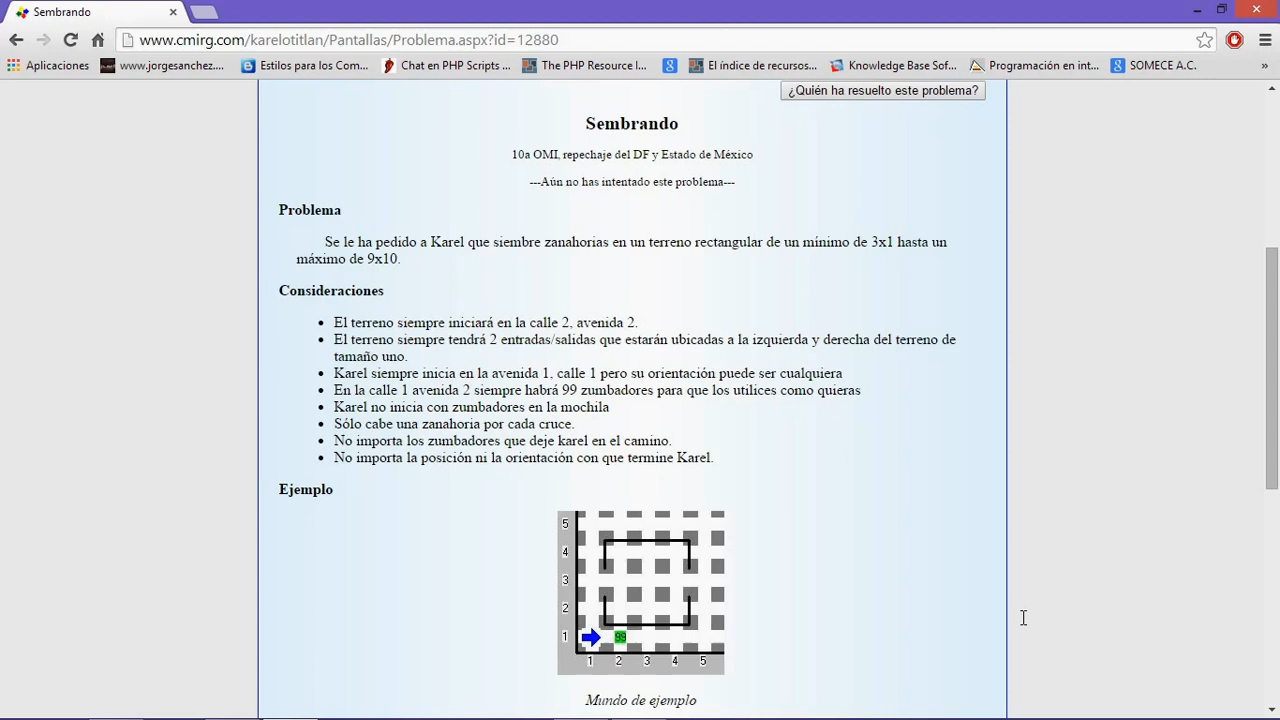 Sembrando
www.cmirg.com/karelotitlan/Pantallas/Problema.aspx?id=12880
Aplicaciones www.jorgesanchez.... Estilos para los Com... Chat en PHP Scripts ... The PHP Resource I... El índice de recursos... Knowledge Base Sof... Programación en int... SOMECE A.C. »
¿Quién ha resuelto este problema?
Sembrando
10a OMI, repechaje del DF y Estado de México
---Aún no has intentado este problema---
Problema
Se le ha pedido a Karel que siembre zanahorias en un terreno rectangular de un mínimo de 3x1 hasta un
máximo de 9x10.
Consideraciones
• El terreno siempre iniciará en la calle 2, avenida 2.
• El terreno siempre tendrá 2 entradas/salidas que estarán ubicadas a la izquierda y derecha del terreno de
tamaño uno.
• Karel siempre inicia en la avenida 1, calle 1 pero su orientación puede ser cualquiera
• En la calle 1 avenida 2 siempre habrá 99 zumbadores para que los utilices como quieras
• Karel no inicia con zumbadores en la mochila
• Sólo cabe una zanahoria por cada cruce.
• No importa los zumbadores que deje karel en el camino.
• No importa la posición ni la orientación con que termine Karel.
Ejemplo
5
4
3
2
1 99
1 2 3 4 5
Mundo de ejemplo